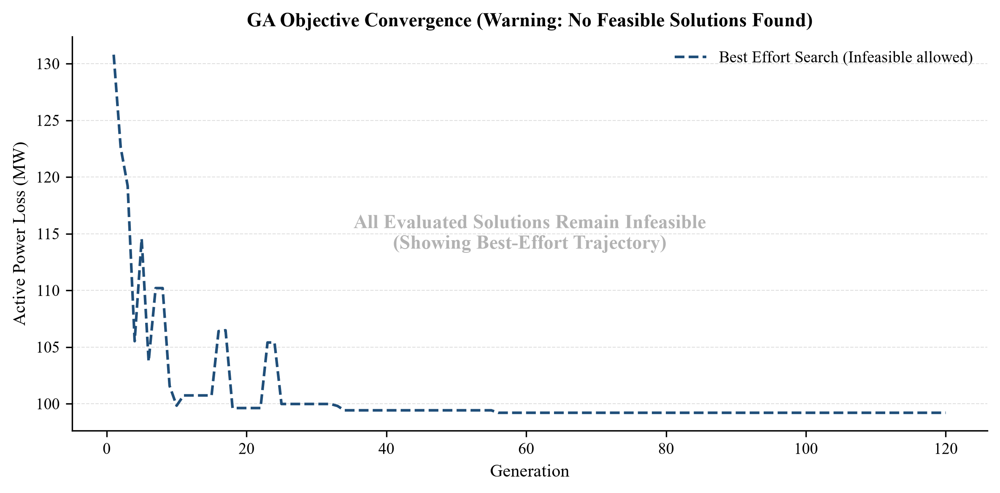 GA Objective Convergence (Warning: No Feasible Solutions Found)
Best Effort Search (Infeasible allowed)
Active Power Loss (MW)
130
125
120
115
110
105
100
All Evaluated Solutions Remain Infeasible
(Showing Best-Effort Trajectory)
0 20 40 60 80 100 120
Generation